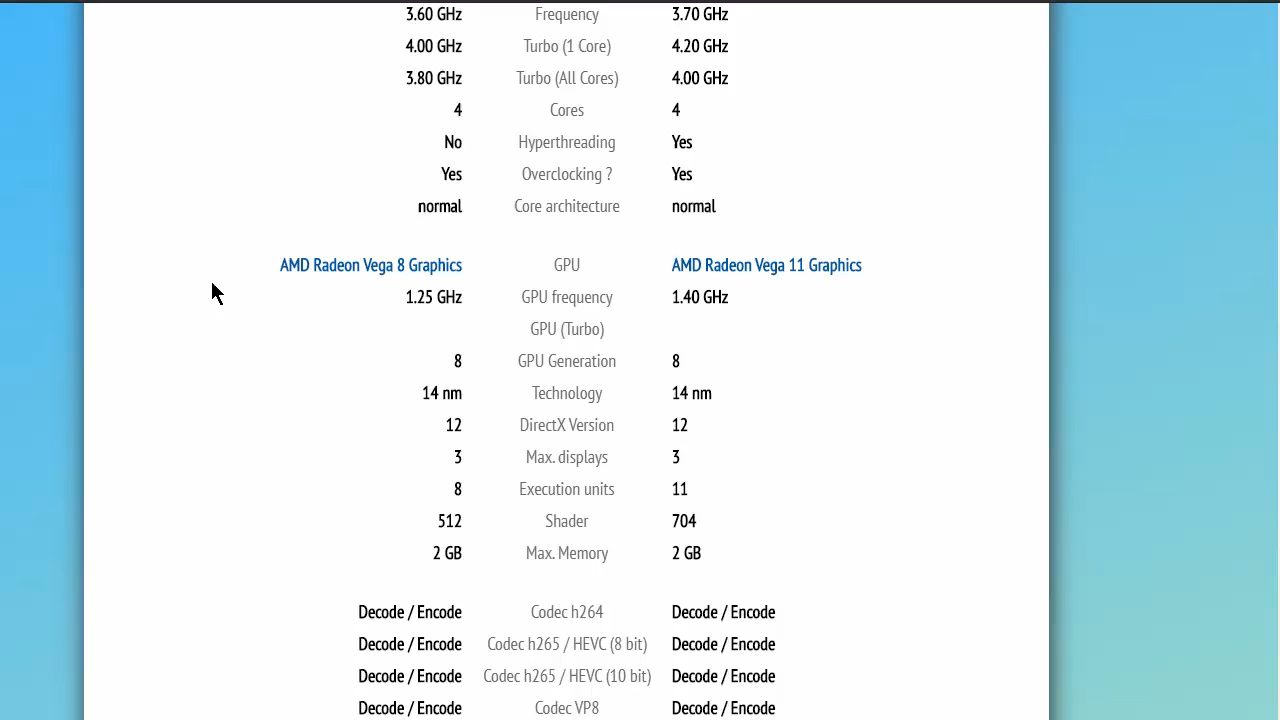 3.60 GHz Frequency 3.70 GHz
4.00 GHz Turbo (1 Core) 4.20 GHz
3.80 GHz Turbo (All Cores) 4.00 GHz
4 Cores 4
No Hyperthreading Yes
Yes Overclocking ? Yes
normal Core architecture normal
AMD Radeon Vega 8 Graphics GPU AMD Radeon Vega 11 Graphics
1.25 GHz GPU frequency 1.40 GHz
GPU (Turbo)
8 GPU Generation 8
14 nm Technology 14 nm
12 DirectX Version 12
3 Max. displays 3
8 Execution units 11
512 Shader 704
2 GB Max. Memory 2 GB
Decode / Encode Codec h264 Decode / Encode
Decode / Encode Codec h265 / HEVC (8 bit) Decode / Encode
Decode / Encode Codec h265 / HEVC (10 bit) Decode / Encode
Decode / Encode Codec VP8 Decode / Encode